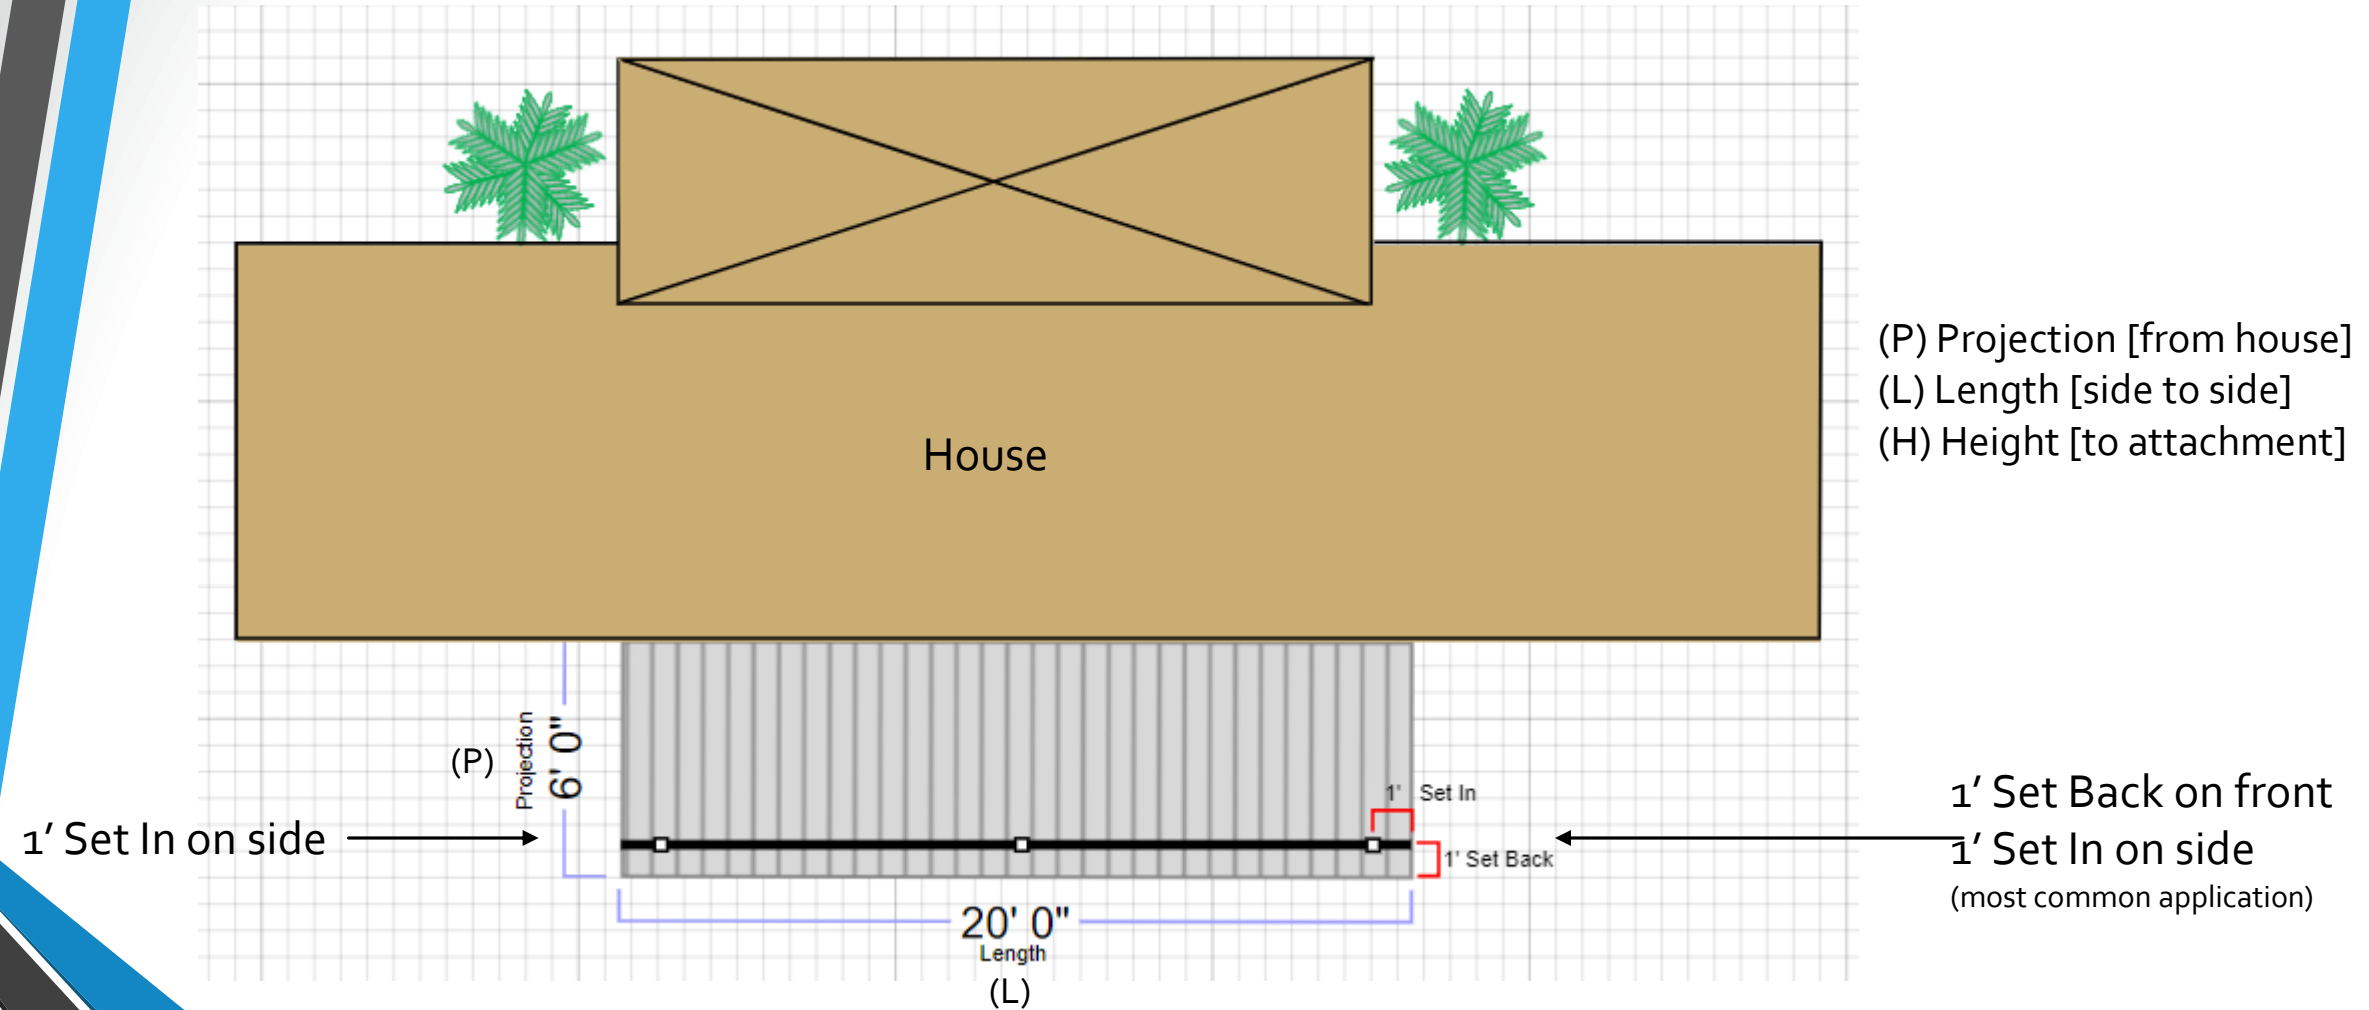 House
(P) Projection [from house]
(L) Length [side to side]
(H) Height [to attachment]
(P)
Projection
6' 0"
1' Set In
1' Set Back
1′ Set In on side
1′ Set Back on front
1′ Set In on side
(most common application)
20' 0"
Length
(L)